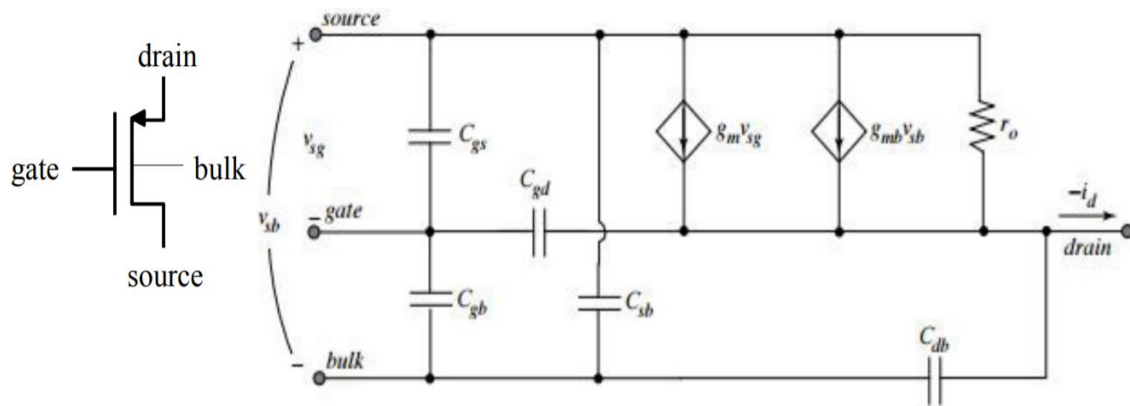 drain
gate
bulk
source
source
+
v_sg
C_gs
g_m v_sg
g_mb v_sb
r_o
C_gd
−i_d
v_sb
− gate
drain
C_gb
C_sb
C_db
− bulk